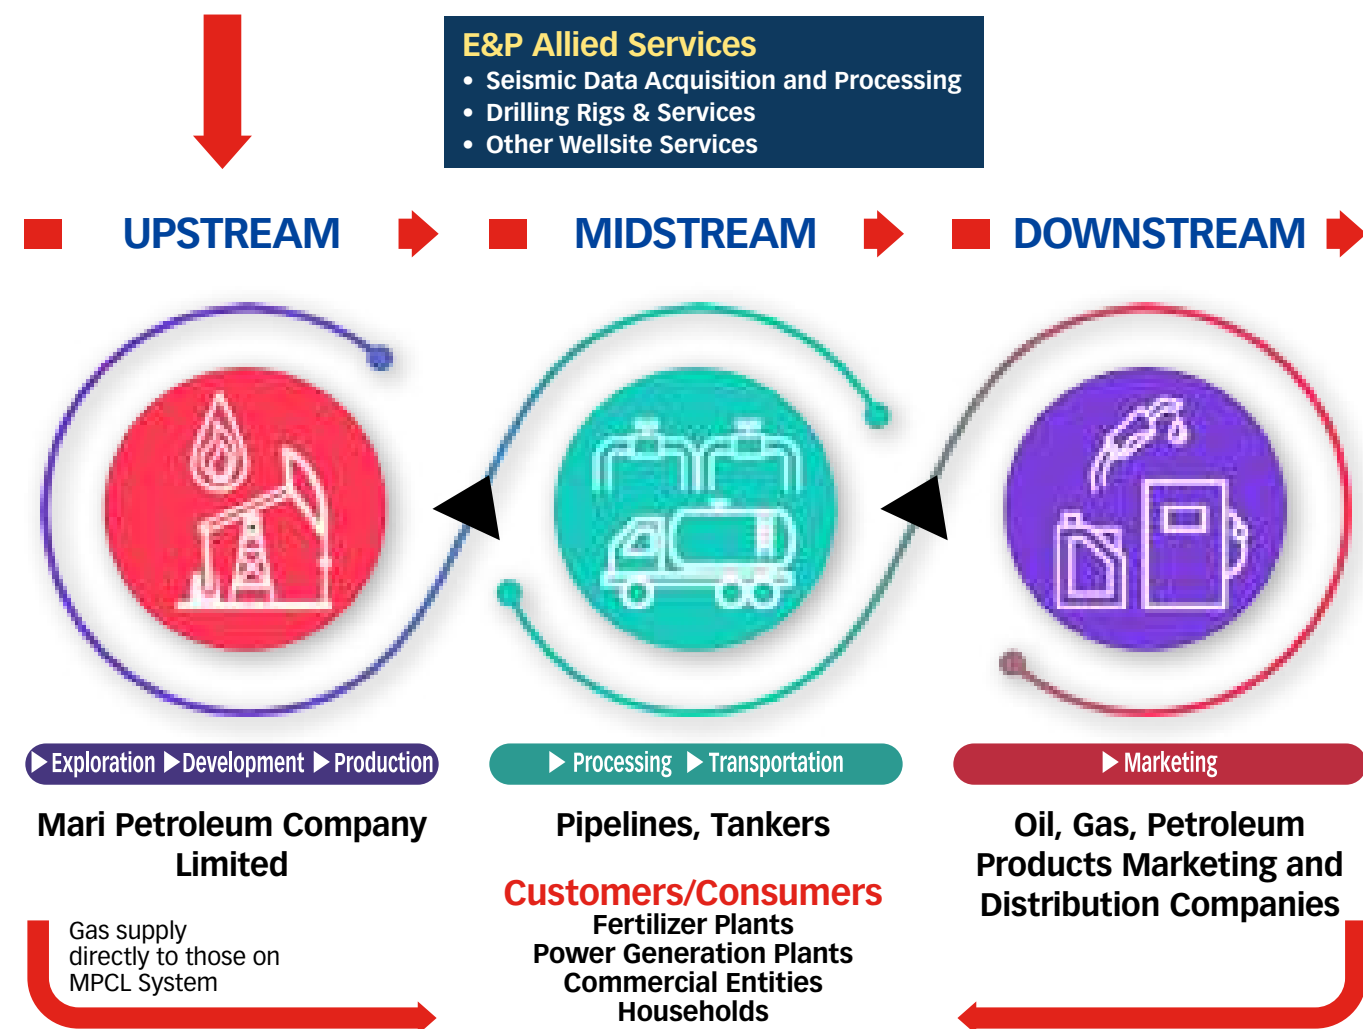 E&P Allied Services
• Seismic Data Acquisition and Processing
• Drilling Rigs & Services
• Other Wellsite Services
UPSTREAM
MIDSTREAM
DOWNSTREAM
Exploration Development Production
Processing Transportation
Marketing
Mari Petroleum Company
Limited
Pipelines, Tankers
Oil, Gas, Petroleum
Products Marketing and
Distribution Companies
Gas supply
directly to those on
MPCL System
Customers/Consumers
Fertilizer Plants
Power Generation Plants
Commercial Entities
Households